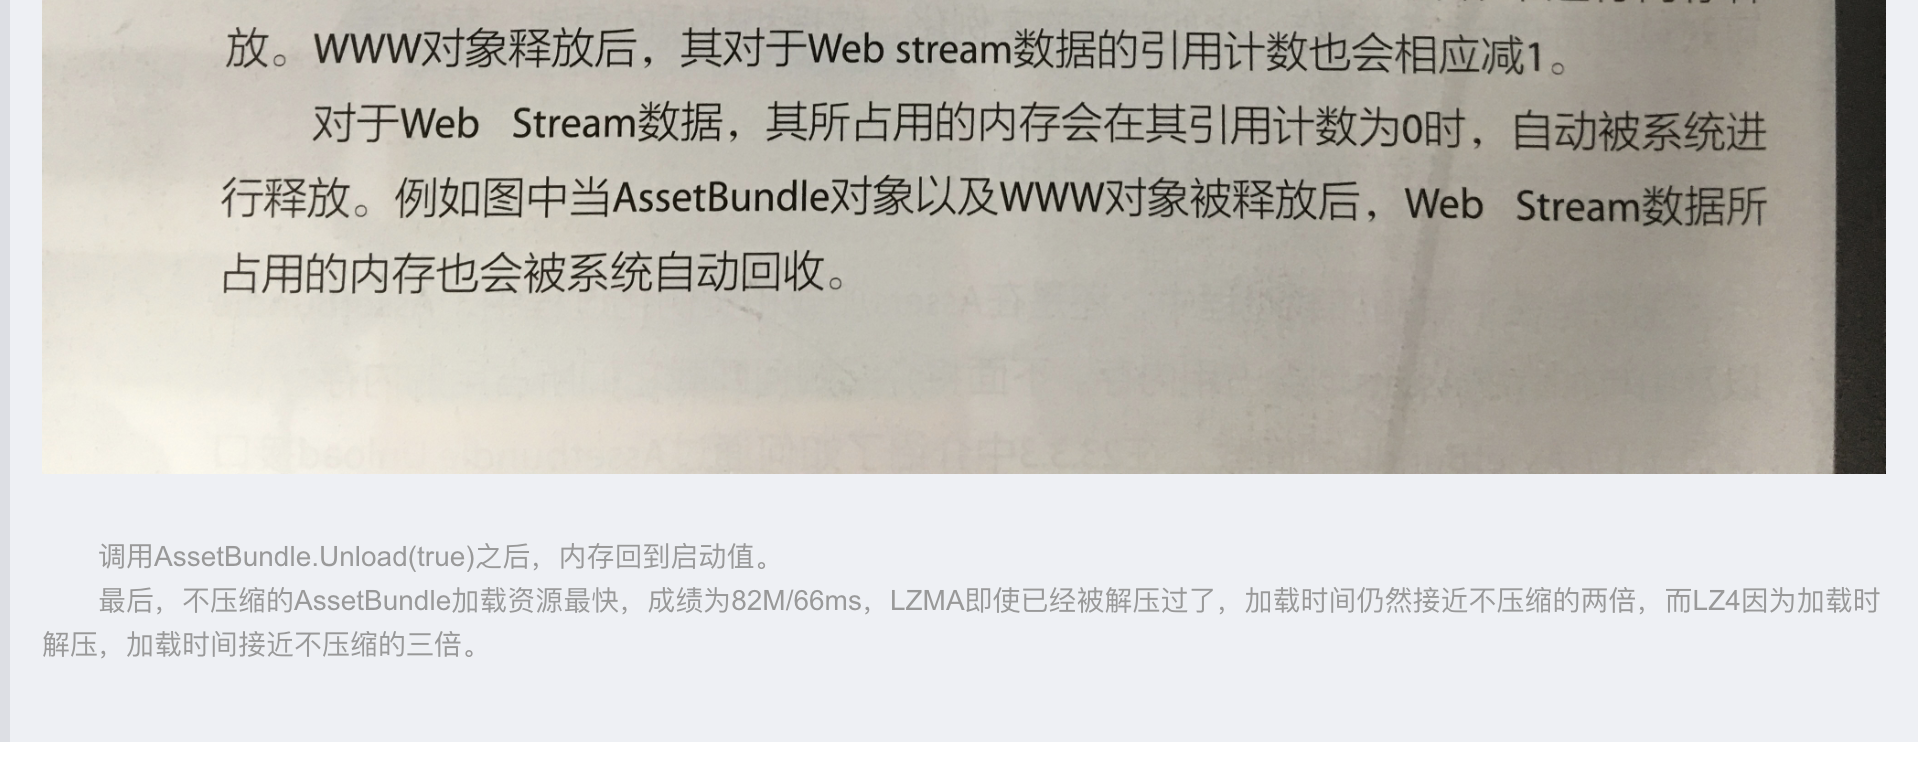 放。WWW对象释放后，其对于Web stream数据的引用计数也会相应减1。
对于Web Stream数据，其所占用的内存会在其引用计数为0时，自动被系统进
行释放。例如图中当AssetBundle对象以及WWW对象被释放后，Web Stream数据所
占用的内存也会被系统自动回收。
调用AssetBundle.Unload(true)之后，内存回到启动值。
最后，不压缩的AssetBundle加载资源最快，成绩为82M/66ms，LZMA即使已经被解压过了，加载时间仍然接近不压缩的两倍，而LZ4因为加载时
解压，加载时间接近不压缩的三倍。